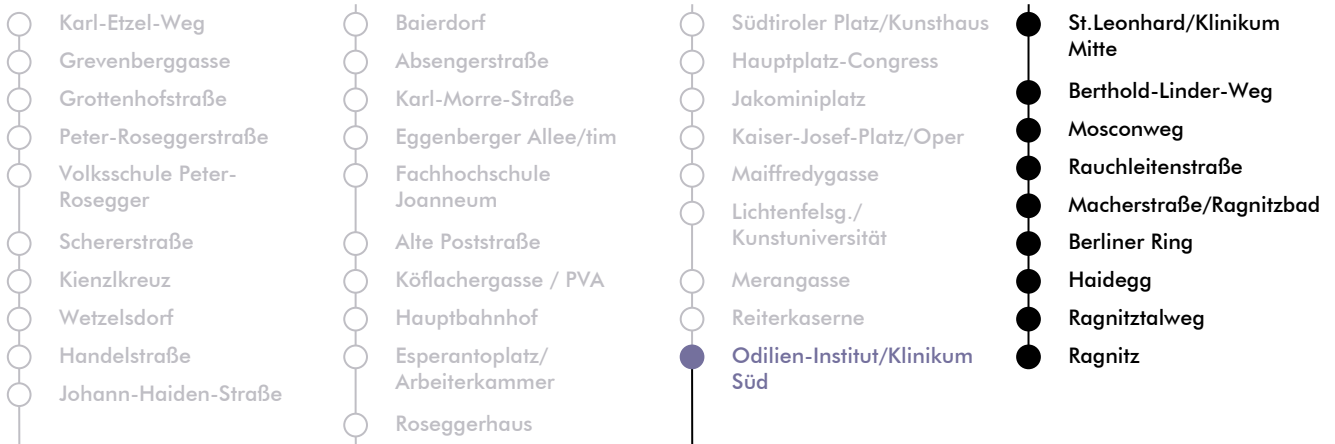 Karl-Etzel-Weg
Grevenberggasse
Grottenhofstraße
Peter-Roseggerstraße
Volksschule Peter-
Rosegger
Schererstraße
Kienzlkreuz
Wetzelsdorf
Handelstraße
Johann-Haiden-Straße
Baierdorf
Absengerstraße
Karl-Morre-Straße
Eggenberger Allee/tim
Fachhochschule
Joanneum
Alte Poststraße
Köflachergasse / PVA
Hauptbahnhof
Esperantoplatz/
Arbeiterkammer
Roseggerhaus
Südtiroler Platz/Kunsthaus
Hauptplatz-Congress
Jakominiplatz
Kaiser-Josef-Platz/Oper
Maiffredygasse
Lichtenfelsg./
Kunstuniversität
Merangasse
Reiterkaserne
Odilien-Institut/Klinikum
Süd
St.Leonhard/Klinikum
Mitte
Berthold-Linder-Weg
Mosconweg
Rauchleitenstraße
Macherstraße/Ragnitzbad
Berliner Ring
Haidegg
Ragnitztalweg
Ragnitz